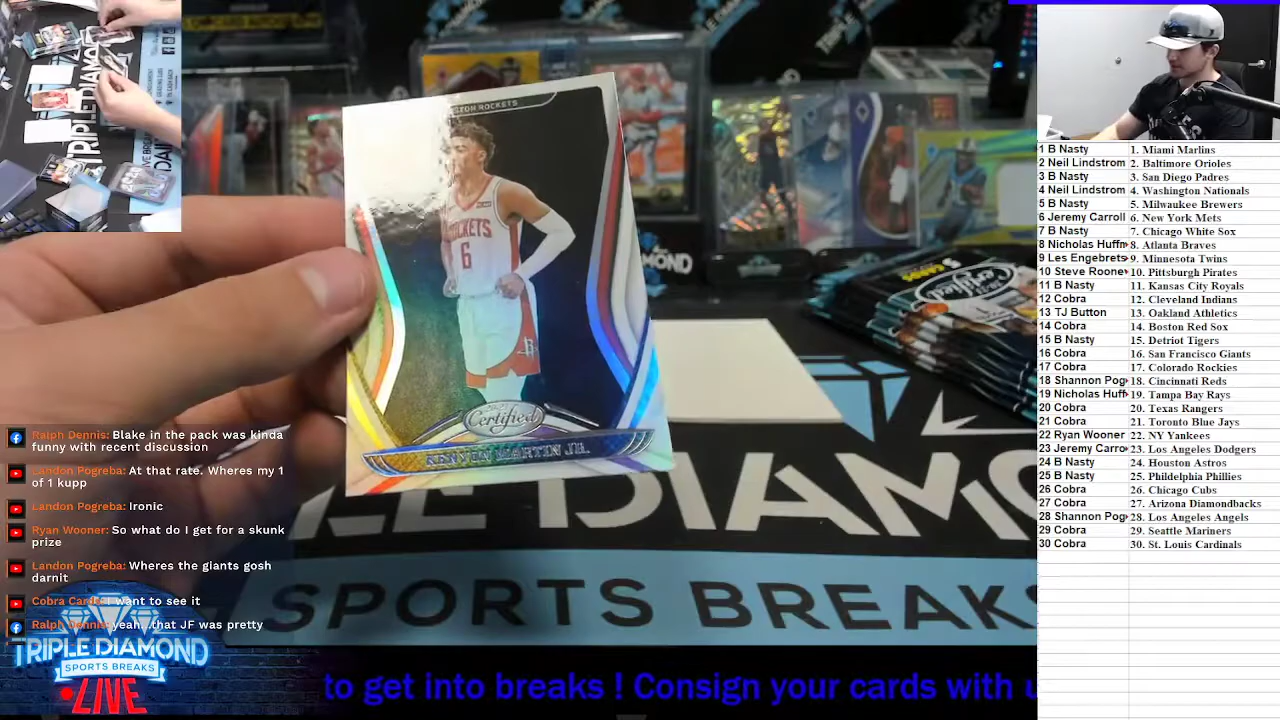 HOUSTON ROCKETS
ROCKETS
6
Certified
KENYON MARTIN JR.
TRIPLE DIAMOND
DIAMOND
Certified
CARDS
TRIPLE DIAMOND
SPORTS BREAKS
Ralph Dennis: Blake in the pack was kinda
funny with recent discussion
Landon Pogreba: At that rate. Wheres my 1
of 1 kupp
Landon Pogreba: Ironic
Ryan Wooner: So what do I get for a skunk
prize
Landon Pogreba: Wheres the giants gosh
darnit
Cobra Cards: I want to see it
Ralph Dennis: yeah.. that JF was pretty
TRIPLE DIAMOND
SPORTS BREAKS
LIVE
to get into breaks ! Consign your cards with u
1 B Nasty 1. Miami Marlins
2 Neil Lindstrom 2. Baltimore Orioles
3 B Nasty 3. San Diego Padres
4 Neil Lindstrom 4. Washington Nationals
5 B Nasty 5. Milwaukee Brewers
6 Jeremy Carroll 6. New York Mets
7 B Nasty 7. Chicago White Sox
8 Nicholas Huffm 8. Atlanta Braves
9 Les Engebrets 9. Minnesota Twins
10 Steve Roone 10. Pittsburgh Pirates
11 B Nasty 11. Kansas City Royals
12 Cobra 12. Cleveland Indians
13 TJ Button 13. Oakland Athletics
14 Cobra 14. Boston Red Sox
15 B Nasty 15. Detriot Tigers
16 Cobra 16. San Francisco Giants
17 Cobra 17. Colorado Rockies
18 Shannon Pog 18. Cincinnati Reds
19 Nicholas Huff 19. Tampa Bay Rays
20 Cobra 20. Texas Rangers
21 Cobra 21. Toronto Blue Jays
22 Ryan Wooner 22. NY Yankees
23 Jeremy Carro 23. Los Angeles Dodgers
24 B Nasty 24. Houston Astros
25 B Nasty 25. Phildelphia Phillies
26 Cobra 26. Chicago Cubs
27 Cobra 27. Arizona Diamondbacks
28 Shannon Pog 28. Los Angeles Angels
29 Cobra 29. Seattle Mariners
30 Cobra 30. St. Louis Cardinals